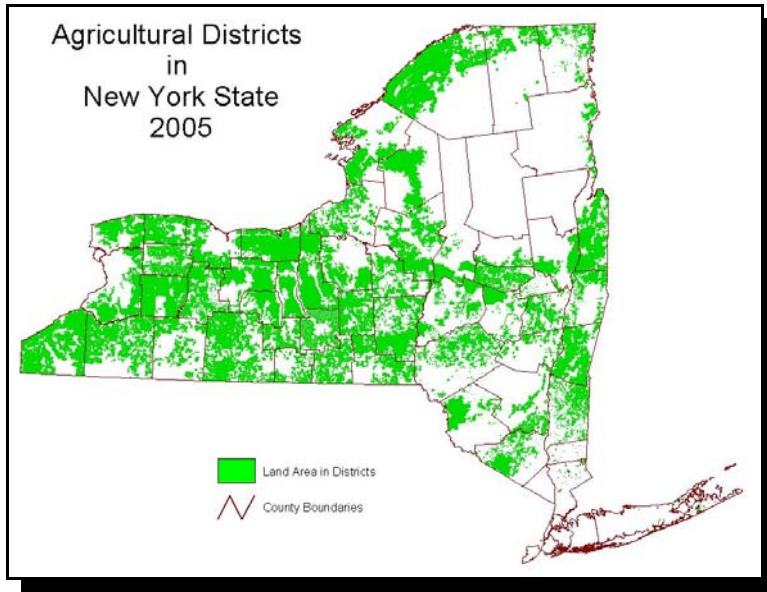 Agricultural Districts
in
New York State
2005
Land Area in Districts
County Boundaries